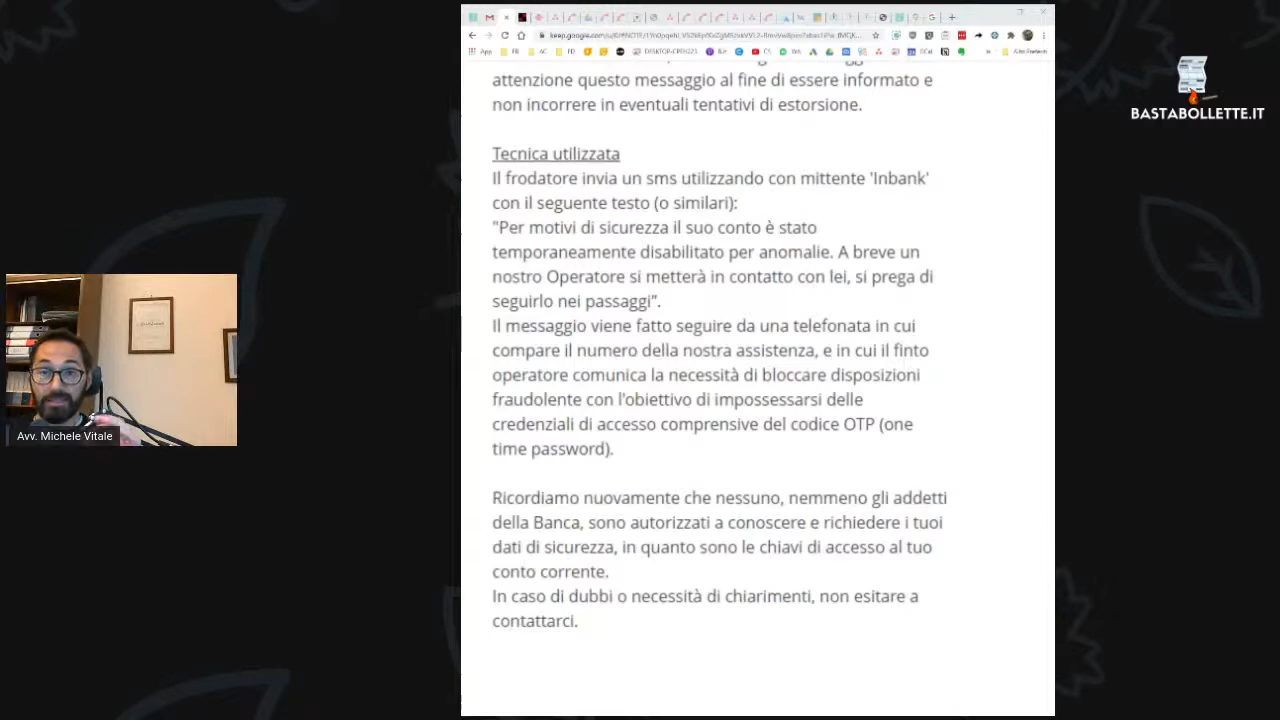 keep.google.com
App
FB
AC
FD
BASTABOLLETTE.IT
attenzione questo messaggio al fine di essere informato e
non incorrere in eventuali tentativi di estorsione.
Tecnica utilizzata
Il frodatore invia un sms utilizzando con mittente 'Inbank'
con il seguente testo (o similari):
"Per motivi di sicurezza il suo conto è stato
temporaneamente disabilitato per anomalie. A breve un
nostro Operatore si metterà in contatto con lei, si prega di
seguirlo nei passaggi”.
Il messaggio viene fatto seguire da una telefonata in cui
compare il numero della nostra assistenza, e in cui il finto
operatore comunica la necessità di bloccare disposizioni
fraudolente con l'obiettivo di impossessarsi delle
credenziali di accesso comprensive del codice OTP (one
time password).
Ricordiamo nuovamente che nessuno, nemmeno gli addetti
della Banca, sono autorizzati a conoscere e richiedere i tuoi
dati di sicurezza, in quanto sono le chiavi di accesso al tuo
conto corrente.
In caso di dubbi o necessità di chiarimenti, non esitare a
contattarci.
Avv. Michele Vitale